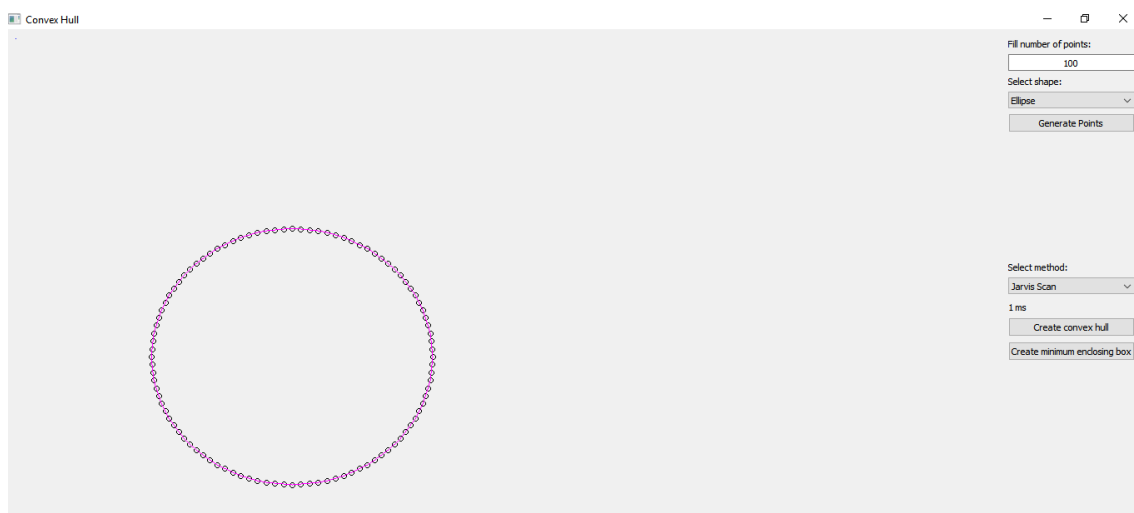 Convex Hull
Fill number of points:
100
Select shape:
Ellipse
Generate Points
Select method:
Jarvis Scan
1 ms
Create convex hull
Create minimum enclosing box